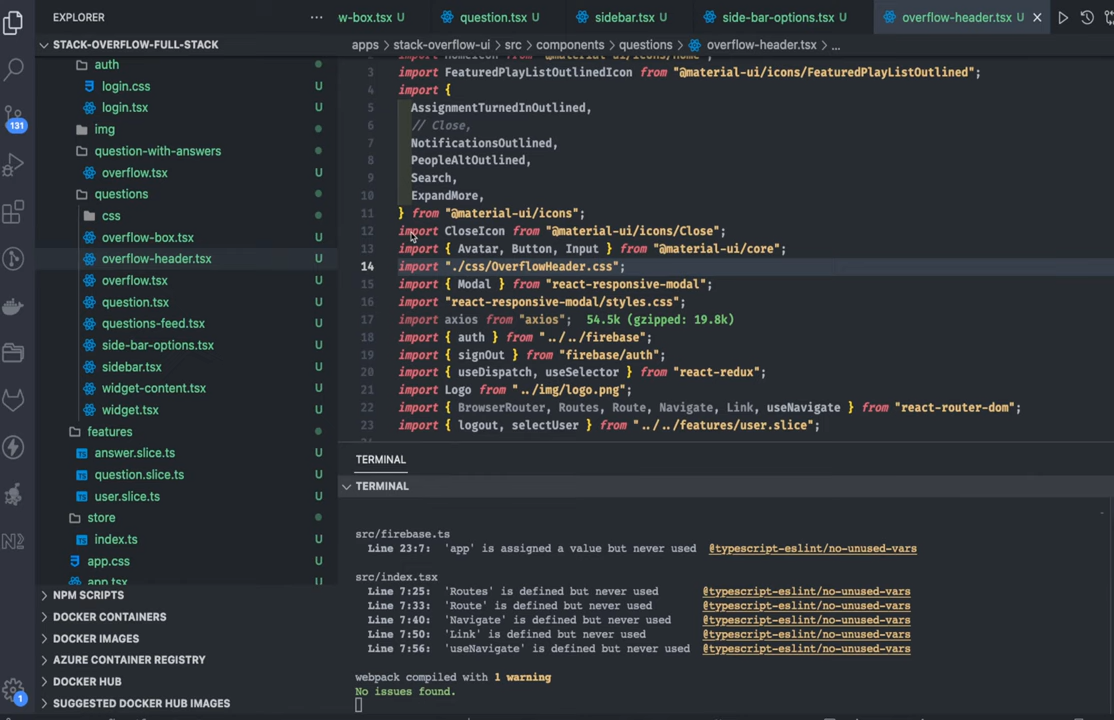 EXPLORER
STACK-OVERFLOW-FULL-STACK
auth
login.css U
login.tsx U
img
question-with-answers
overflow.tsx U
questions
css
overflow-box.tsx U
overflow-header.tsx U
overflow.tsx U
question.tsx U
questions-feed.tsx U
side-bar-options.tsx U
sidebar.tsx U
widget-content.tsx U
widget.tsx U
features
answer.slice.ts U
question.slice.ts U
user.slice.ts U
store
index.ts U
app.css U
app.tsx U
NPM SCRIPTS
DOCKER CONTAINERS
DOCKER IMAGES
AZURE CONTAINER REGISTRY
DOCKER HUB
SUGGESTED DOCKER HUB IMAGES
131
1
w-box.tsx U question.tsx U sidebar.tsx U side-bar-options.tsx U overflow-header.tsx U
apps > stack-overflow-ui > src > components > questions > overflow-header.tsx > ...
2 import HomeIcon from "@material-ui/icons/Home";
3 import FeaturedPlayListOutlinedIcon from "@material-ui/icons/FeaturedPlayListOutlined";
4 import {
5 AssignmentTurnedInOutlined,
6 // Close,
7 NotificationsOutlined,
8 PeopleAltOutlined,
9 Search,
10 ExpandMore,
11 } from "@material-ui/icons";
12 import CloseIcon from "@material-ui/icons/Close";
13 import { Avatar, Button, Input } from "@material-ui/core";
14 import "./css/OverflowHeader.css";
15 import { Modal } from "react-responsive-modal";
16 import "react-responsive-modal/styles.css";
17 import axios from "axios"; 54.5k (gzipped: 19.8k)
18 import { auth } from "../../firebase";
19 import { signOut } from "firebase/auth";
20 import { useDispatch, useSelector } from "react-redux";
21 import Logo from "../img/logo.png";
22 import { BrowserRouter, Routes, Route, Navigate, Link, useNavigate } from "react-router-dom";
23 import { logout, selectUser } from "../../features/user.slice";
TERMINAL
TERMINAL
src/firebase.ts
Line 23:7: 'app' is assigned a value but never used @typescript-eslint/no-unused-vars
src/index.tsx
Line 7:25: 'Routes' is defined but never used @typescript-eslint/no-unused-vars
Line 7:33: 'Route' is defined but never used @typescript-eslint/no-unused-vars
Line 7:40: 'Navigate' is defined but never used @typescript-eslint/no-unused-vars
Line 7:50: 'Link' is defined but never used @typescript-eslint/no-unused-vars
Line 7:56: 'useNavigate' is defined but never used @typescript-eslint/no-unused-vars
webpack compiled with 1 warning
No issues found.